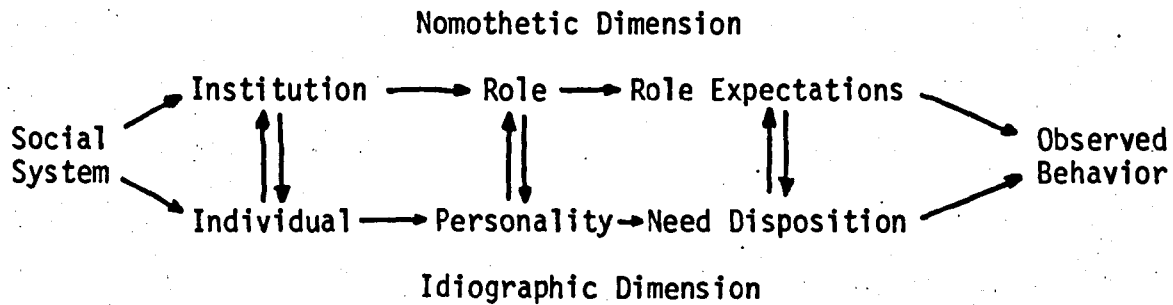 Nomothetic Dimension
Institution Role Role Expectations
Social
System
Observed
Behavior
Individual Personality Need Disposition
Idiographic Dimension